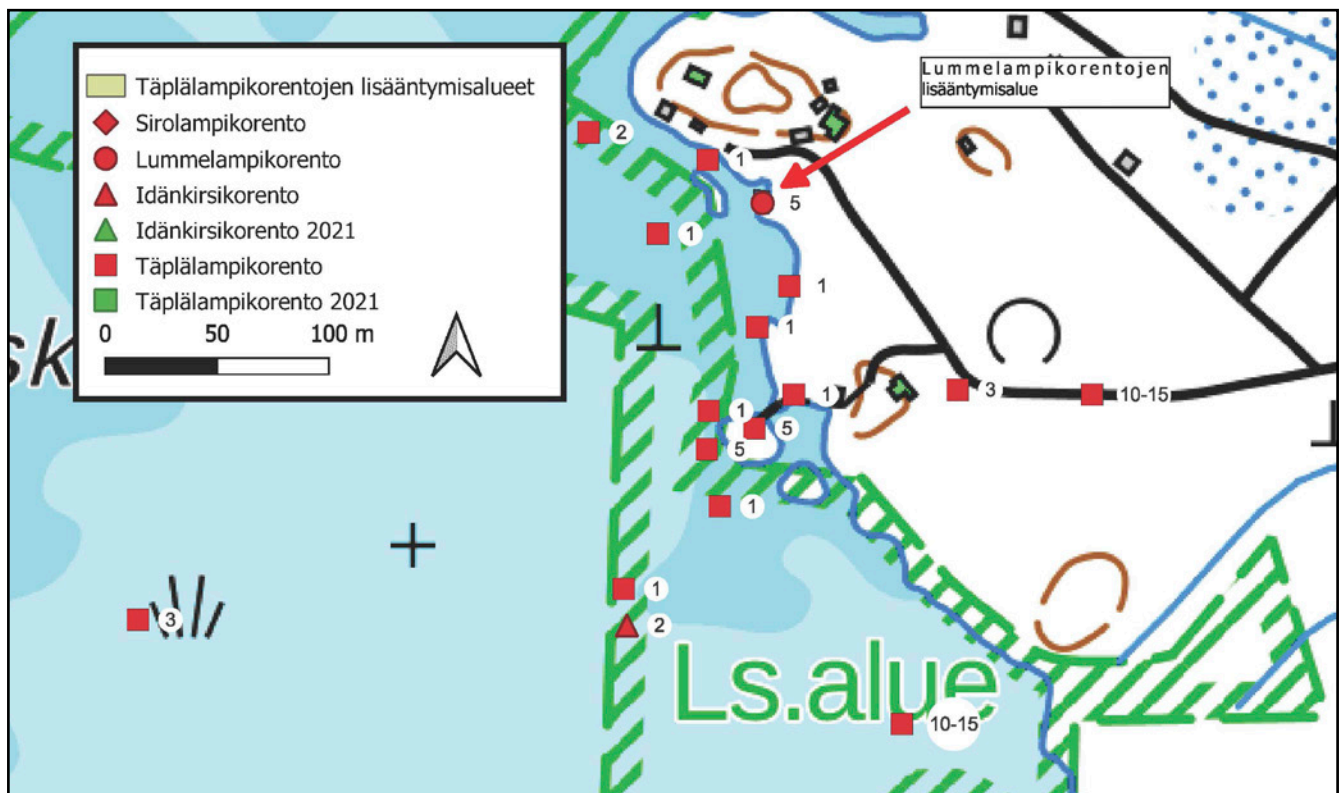 Täplälampikorentojen lisääntymisalueet
Sirolampikorento
Lummelampikorento
Idänkirsikorento
Idänkirsikorento 2021
Täplälampikorento
Täplälampikorento 2021
0 50 100 m
Lummelampikorentojen
lisääntymisalue
2
1
5
1
1
1
sk
1
3
10-15
1
5
5
1
1
3
2
Ls.alue
10-15